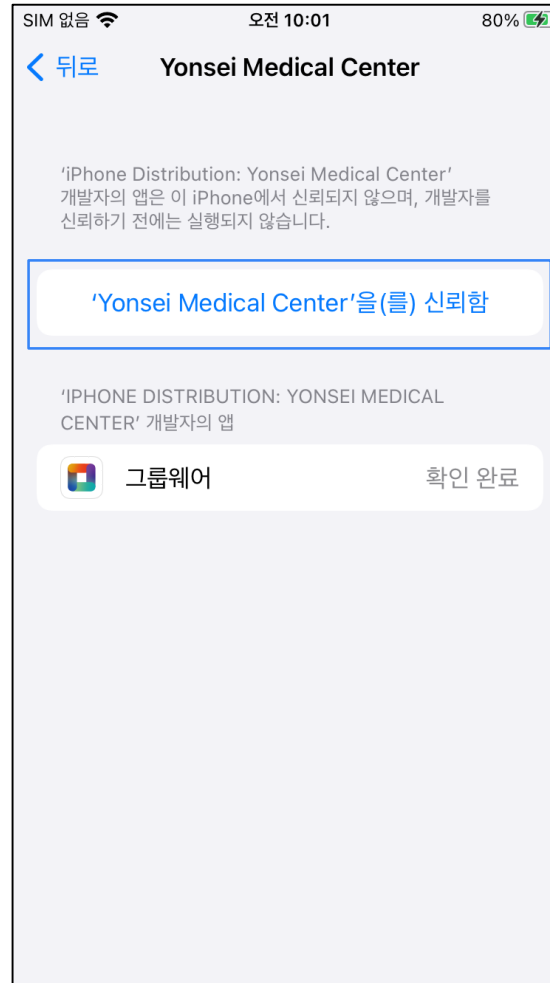 SIM 없음 오전 10:01 80%
뒤로 Yonsei Medical Center
‘iPhone Distribution: Yonsei Medical Center’
개발자의 앱은 이 iPhone에서 신뢰되지 않으며, 개발자를
신뢰하기 전에는 실행되지 않습니다.
‘Yonsei Medical Center’을(를) 신뢰함
‘IPHONE DISTRIBUTION: YONSEI MEDICAL
CENTER’ 개발자의 앱
그룹웨어 확인 완료